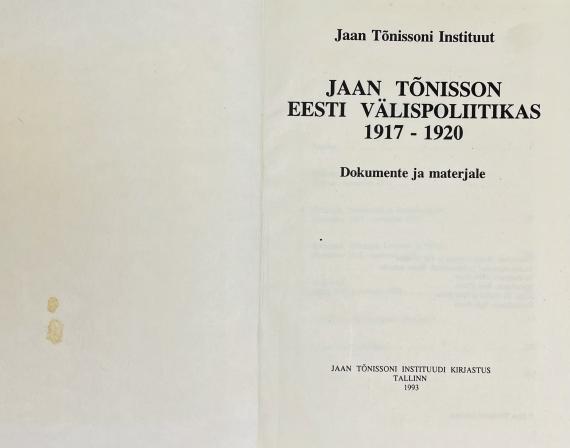 Jaan Tõnissoni Instituut
JAAN TÕNISSON
EESTI VÄLISPOLIITIKAS
1917 - 1920
Dokumente ja materjale
JAAN TÕNISSONI INSTITUUDI KIRJASTUS
TALLINN
1993